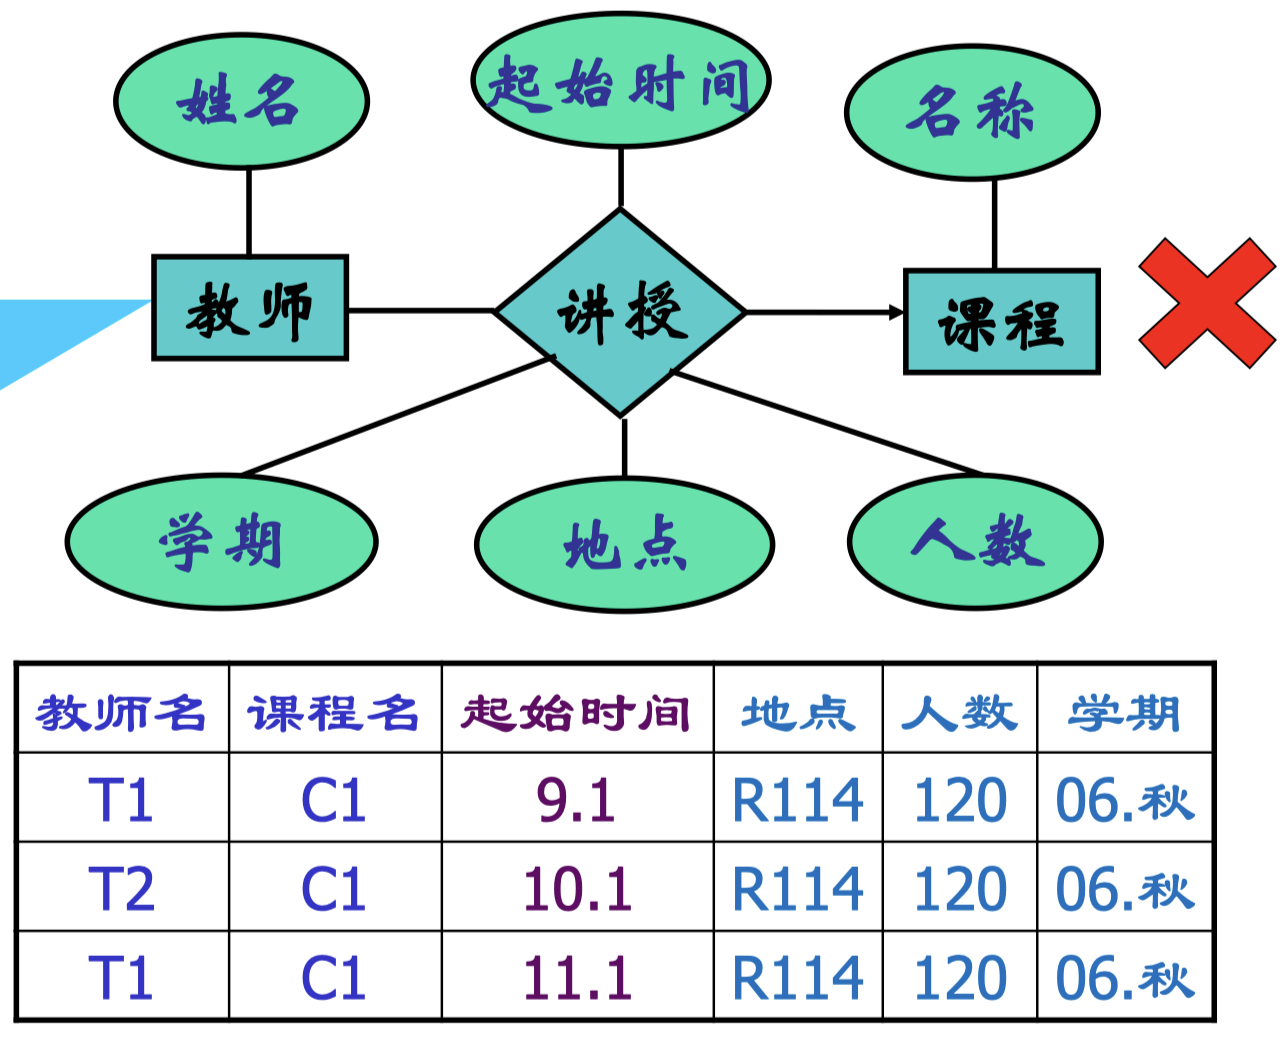 姓名
起始时间
名称
教师
讲授
课程
学期
地点
人数
教师名 课程名 起始时间 地点 人数 学期
T1 C1 9.1 R114 120 06.秋
T2 C1 10.1 R114 120 06.秋
T1 C1 11.1 R114 120 06.秋